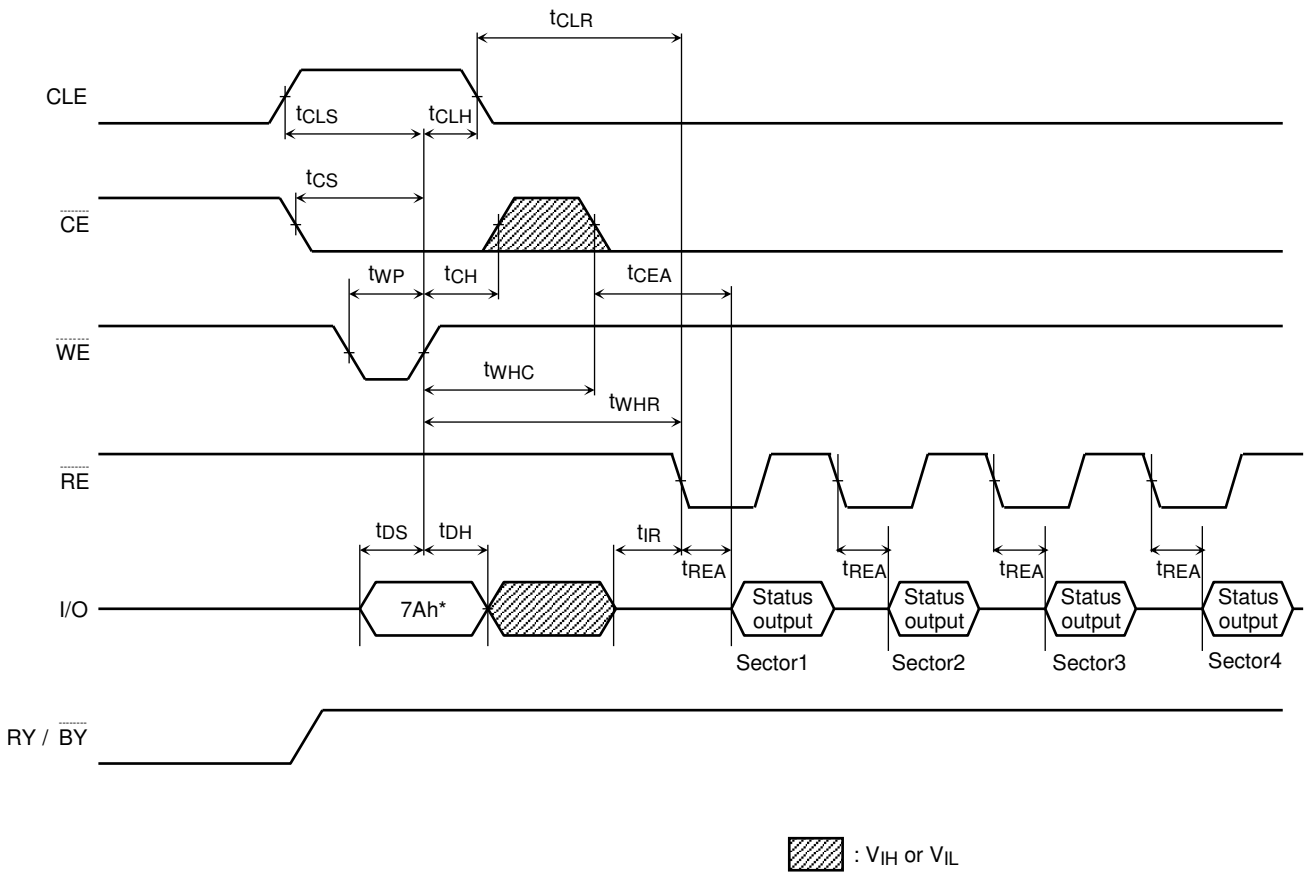 tCLR
CLE
tCLS
tCLH
tCS
CE
tWP
tCH
tCEA
WE
tWHC
tWHR
RE
tDS
tDH
tIR
tREA
tREA
tREA
tREA
I/O
7Ah*
Status output
Status output
Status output
Status output
Sector1
Sector2
Sector3
Sector4
RY / BY
: VIH or VIL